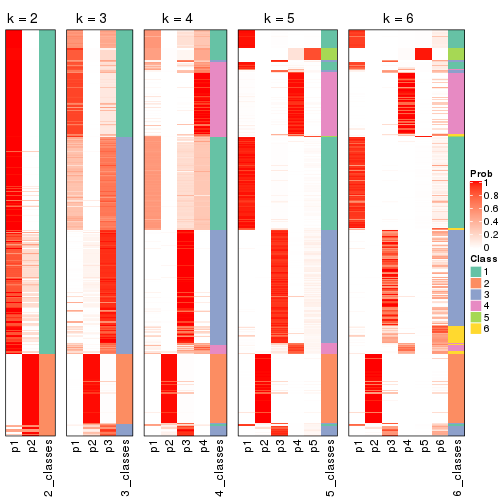 k = 2
k = 3
k = 4
k = 5
k = 6
Prob
1
0.8
0.6
0.4
0.2
0
Class
1
2
3
4
5
6
p1
p2
2_classes
p1
p2
p3
3_classes
p1
p2
p3
p4
4_classes
p1
p2
p3
p4
p5
5_classes
p1
p2
p3
p4
p5
p6
6_classes